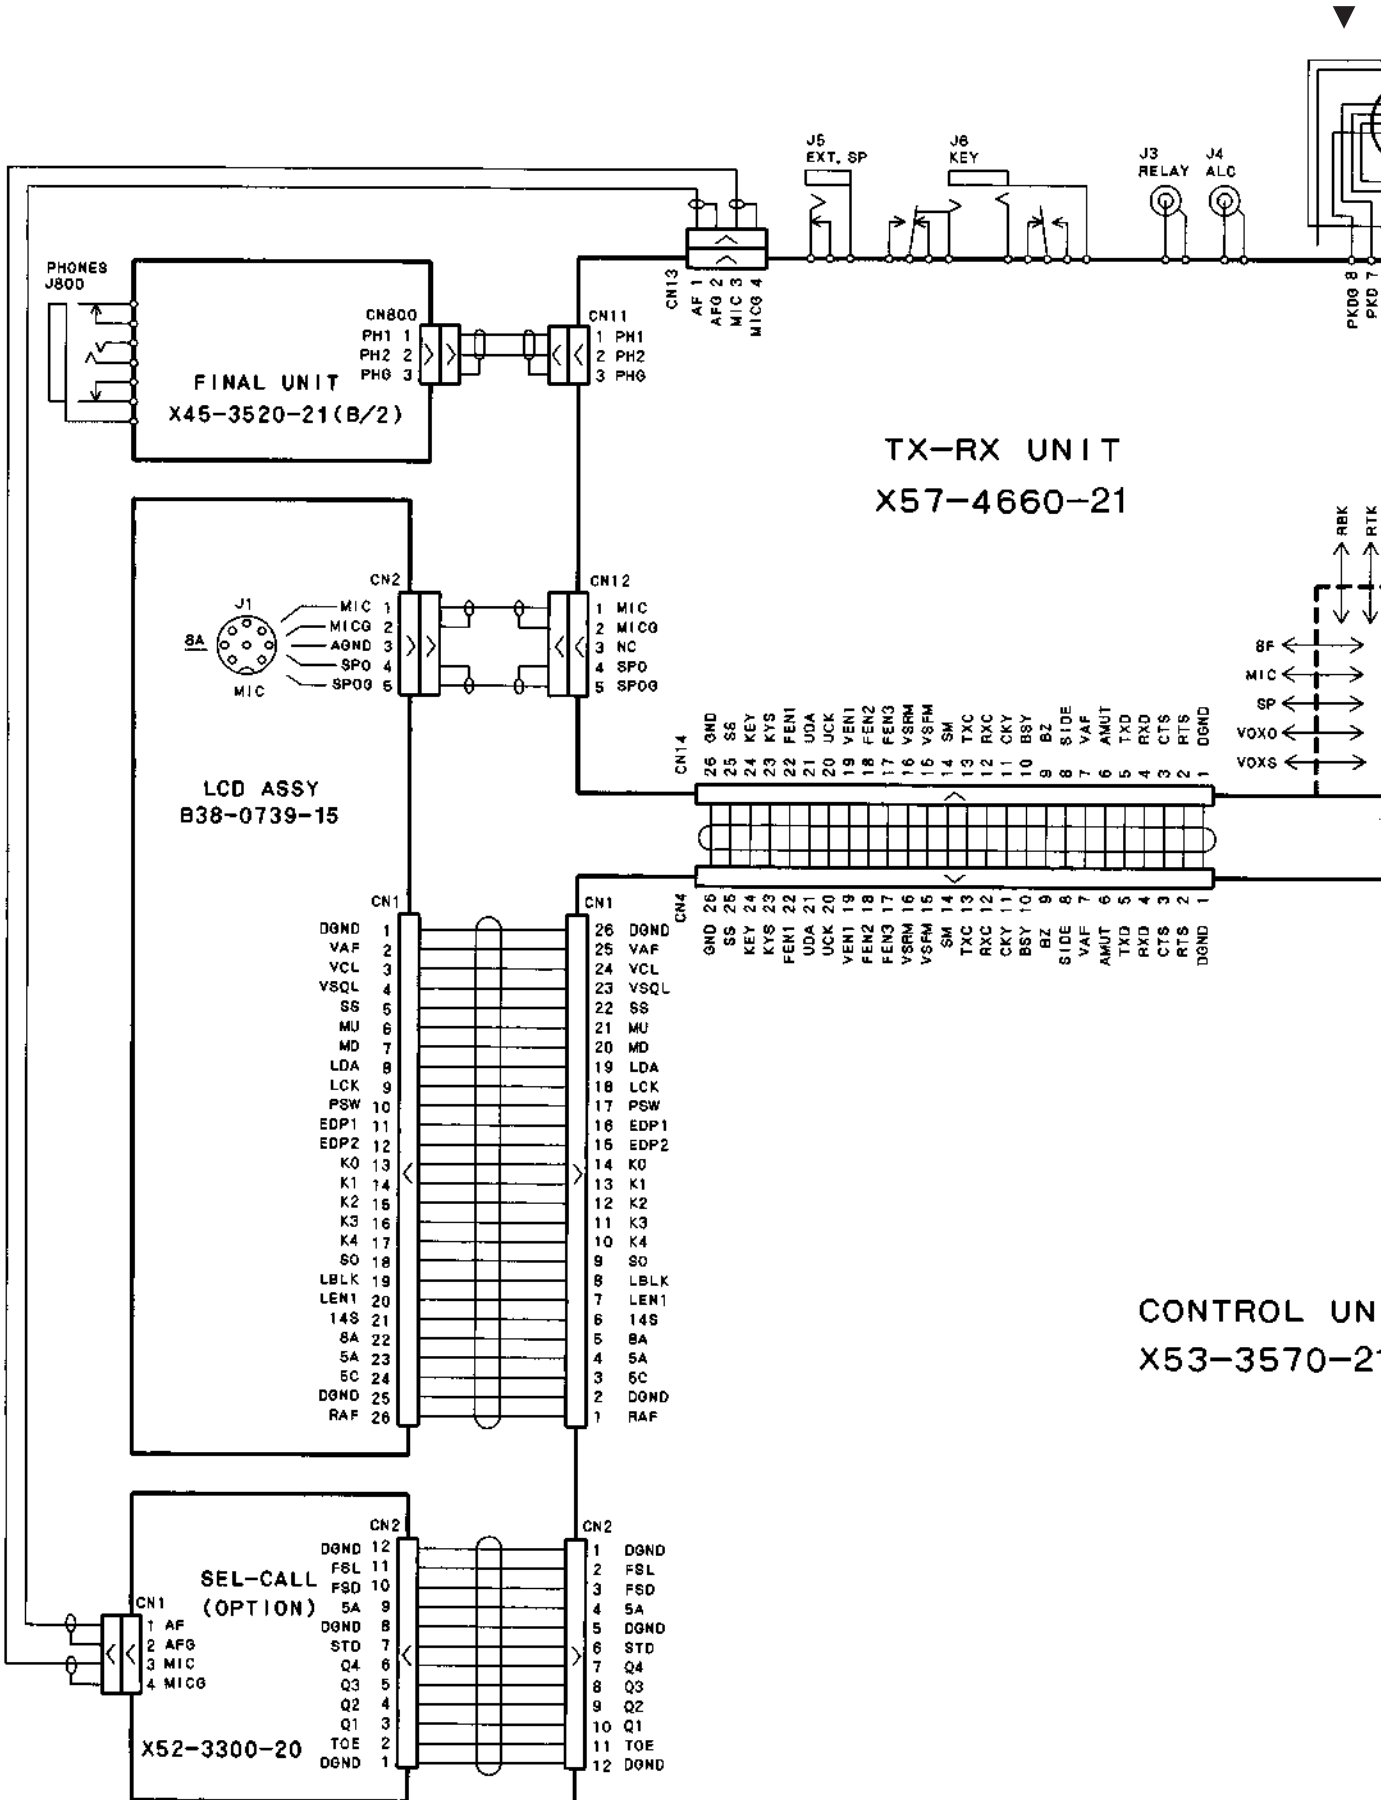 ▼
J5
EXT. SP
J6
KEY
J3
RELAY
J4
ALC
PHONES
J800
CN800
PH1 1
PH2 2
PHG 3
FINAL UNIT
X45-3520-21(B/2)
CN11
1 PH1
2 PH2
3 PHG
CN13
AF 1
AFG 2
MIC 3
MICG 4
PKDG 8
PKD 7
TX-RX UNIT
X57-4660-21
RBK
RTK
8F
MIC
SP
VOXO
VOXS
CN2
J1
8A
MIC
MIC 1
MICG 2
AGND 3
SPO 4
SPOG 5
CN12
1 MIC
2 MICG
3 NC
4 SPO
5 SPOG
LCD ASSY
B38-0739-15
CN14
26 GND
25 SS
24 KEY
23 KYS
22 FEN1
21 UDA
20 UCK
19 VEN1
18 FEN2
17 FEN3
16 VSRM
15 VSFM
14 SM
13 TXC
12 RXC
11 CKY
10 BSY
9 BZ
8 SIDE
7 VAF
6 AMUT
5 TXD
4 RXD
3 CTS
2 RTS
1 DGND
CN4
GND 26
SS 25
KEY 24
KYS 23
FEN1 22
UDA 21
UCK 20
VEN1 19
FEN2 18
FEN3 17
VSRM 16
VSFM 15
SM 14
TXC 13
RXC 12
CKY 11
BSY 10
BZ 9
SIDE 8
VAF 7
AMUT 6
TXD 5
RXD 4
CTS 3
RTS 2
DGND 1
CN1
DGND 1
VAF 2
VCL 3
VSQL 4
SS 5
MU 6
MD 7
LDA 8
LCK 9
PSW 10
EDP1 11
EDP2 12
K0 13
K1 14
K2 15
K3 16
K4 17
SO 18
LBLK 19
LEN1 20
14S 21
8A 22
5A 23
5C 24
DGND 25
RAF 26
CN1
26 DGND
25 VAF
24 VCL
23 VSQL
22 SS
21 MU
20 MD
19 LDA
18 LCK
17 PSW
16 EDP1
15 EDP2
14 K0
13 K1
12 K2
11 K3
10 K4
9 SO
8 LBLK
7 LEN1
6 14S
5 8A
4 5A
3 5C
2 DGND
1 RAF
CONTROL UN
X53-3570-21
CN2
DGND 12
FSL 11
FSD 10
5A 9
DGND 8
STD 7
Q4 6
Q3 5
Q2 4
Q1 3
TOE 2
DGND 1
CN2
1 DGND
2 FSL
3 FSD
4 5A
5 DGND
6 STD
7 Q4
8 Q3
9 Q2
10 Q1
11 TOE
12 DGND
SEL-CALL
(OPTION)
CN1
1 AF
2 AFG
3 MIC
4 MICG
X52-3300-20